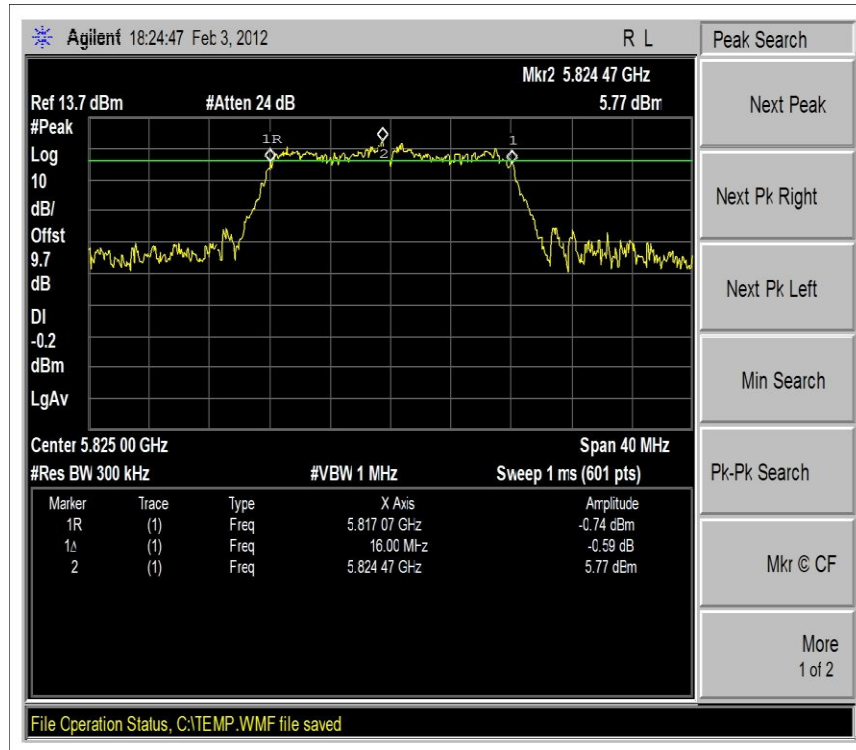 Agilent 18:24:47 Feb 3, 2012 R L
Peak Search
Mkr2 5.824 47 GHz
Ref 13.7 dBm #Atten 24 dB 5.77 dBm
#Peak
Log
10
dB/
Offst
9.7
dB
DI
-0.2
dBm
LgAv
1R
2
1
Center 5.825 00 GHz Span 40 MHz
#Res BW 300 kHz #VBW 1 MHz Sweep 1 ms (601 pts)
Marker Trace Type X Axis Amplitude
1R (1) Freq 5.817 07 GHz -0.74 dBm
1Δ (1) Freq 16.00 MHz -0.59 dB
2 (1) Freq 5.824 47 GHz 5.77 dBm
Next Peak
Next Pk Right
Next Pk Left
Min Search
Pk-Pk Search
Mkr © CF
More
1 of 2
File Operation Status, C:\TEMP.WMF file saved